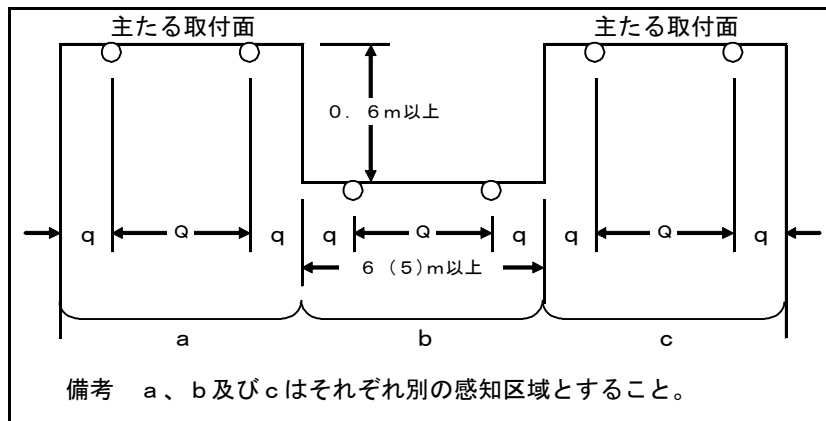 主たる取付面 主たる取付面
0.6m以上
q Q q q Q q q Q q
6(5)m以上
a b c
備考 a、b及びcはそれぞれ別の感知区域とすること。